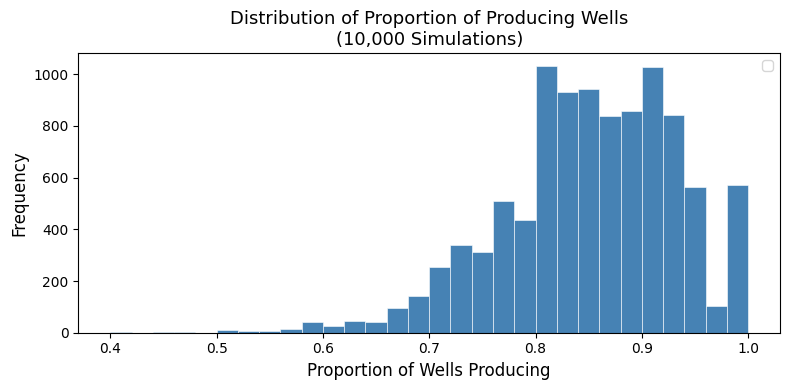 Distribution of Proportion of Producing Wells
(10,000 Simulations)
Frequency
1000
800
600
400
200
0
0.4 0.5 0.6 0.7 0.8 0.9 1.0
Proportion of Wells Producing